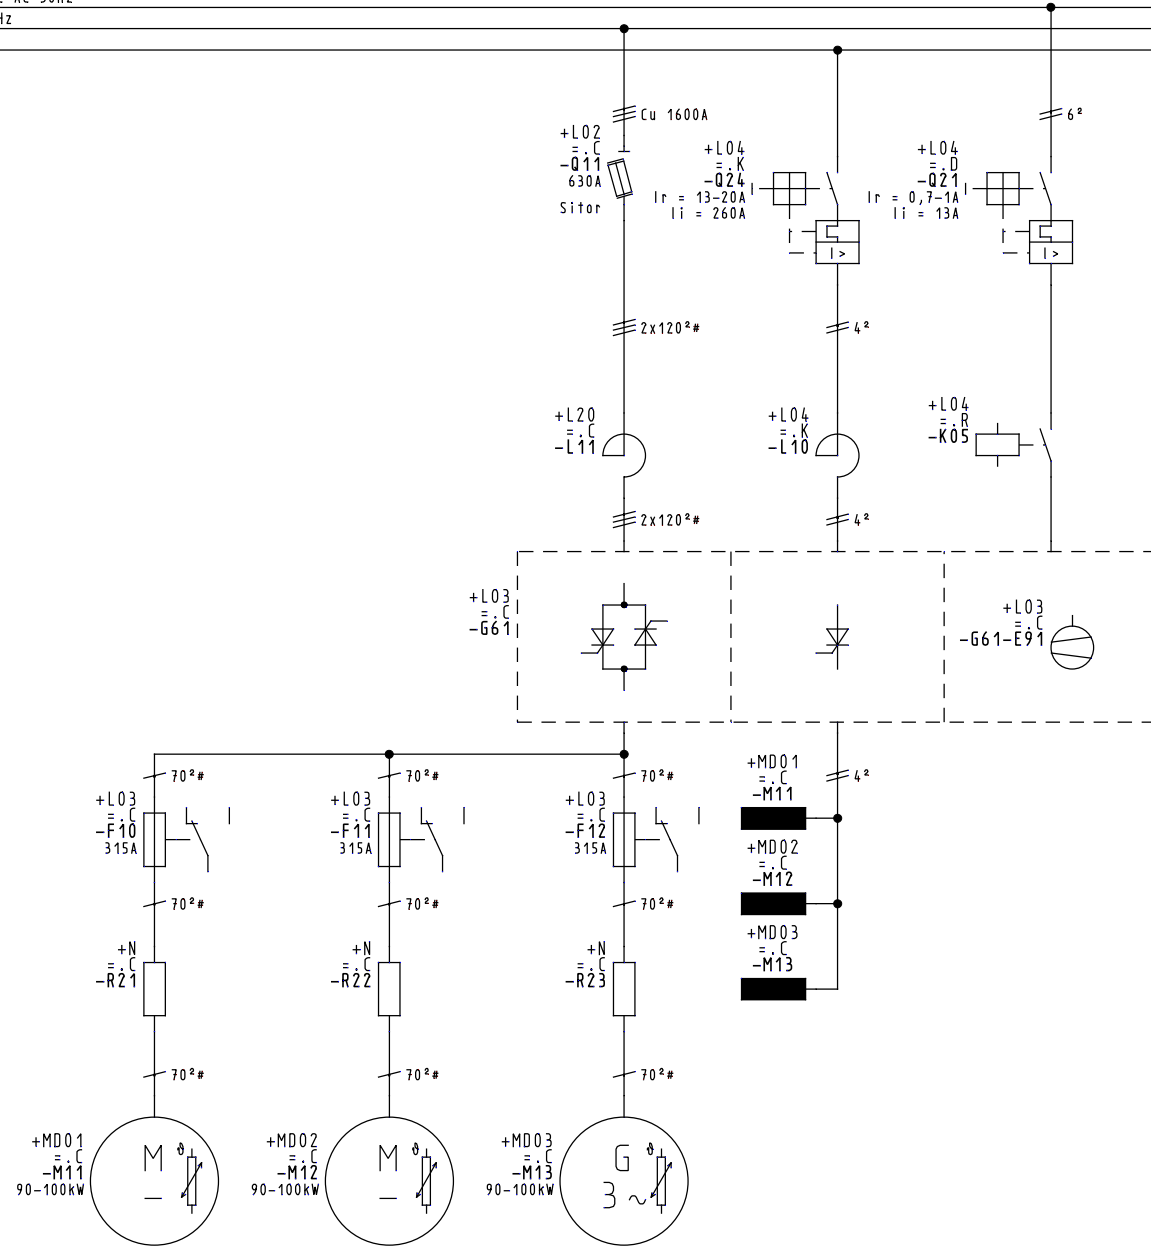 Hz
Cu 1600A
6²
+L02
=.C
-Q11
630A
Sitor
+L04
=.K
-Q24
Ir = 13-20A
Ii = 260A
+L04
=.D
-Q21
Ir = 0,7-1A
Ii = 13A
I>
I>
2x120²#
4²
+L20
=.C
-L11
+L04
=.K
-L10
+L04
=.R
-K05
2x120²#
4²
+L03
=.C
-G61
+L03
=.C
-G61-E91
70²#
70²#
70²#
4²
+L03
=.C
-F10
315A
+L03
=.C
-F11
315A
+L03
=.C
-F12
315A
+MD01
=.C
-M11
+MD02
=.C
-M12
+MD03
=.C
-M13
70²#
70²#
70²#
+N
=.C
-R21
+N
=.C
-R22
+N
=.C
-R23
70²#
70²#
70²#
+MD01
=.C
-M11
90-100kW
M
ϑ
+MD02
=.C
-M12
90-100kW
M
ϑ
+MD03
=.C
-M13
90-100kW
G
3~
ϑ